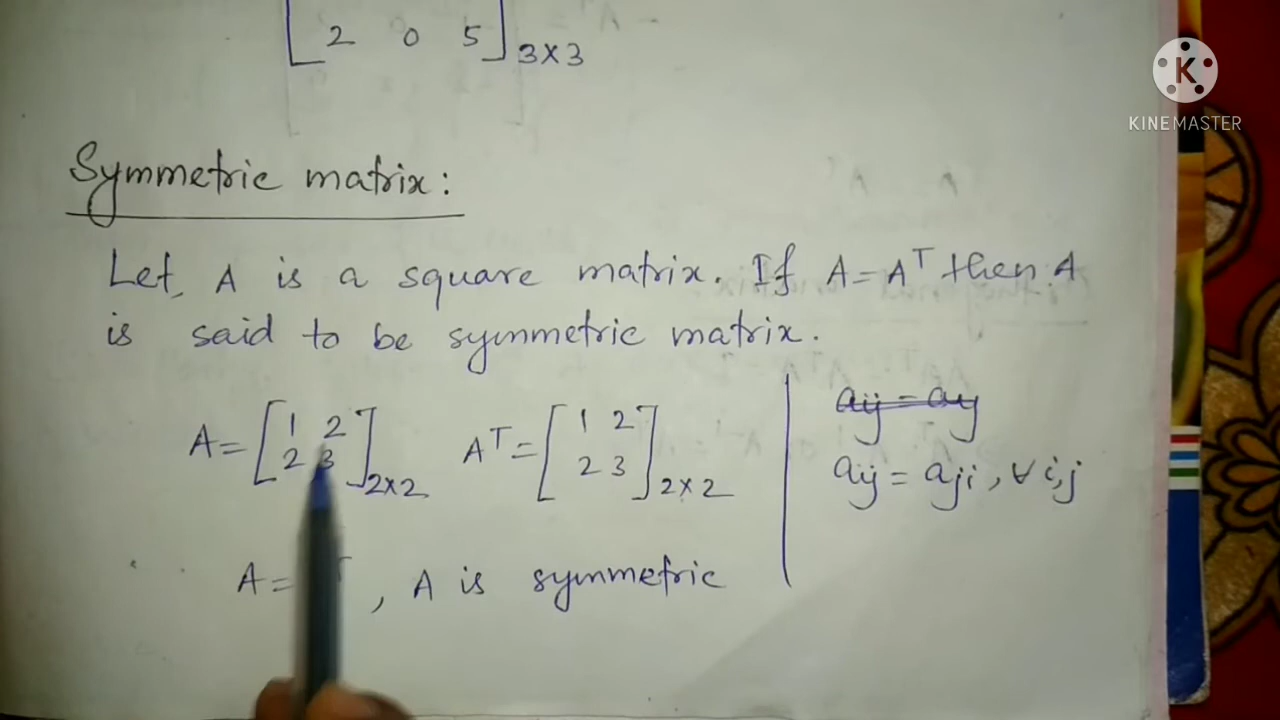 2 0 5
3×3
KINEMASTER
Symmetric matrix:
Let, A is a square matrix. If A = Aᵀ then A
is said to be symmetric matrix.
A = [1 2
2 3]2×2
Aᵀ = [1 2
2 3]2×2
aij = aji, ∀ i,j
A = ᵀ, A is symmetric